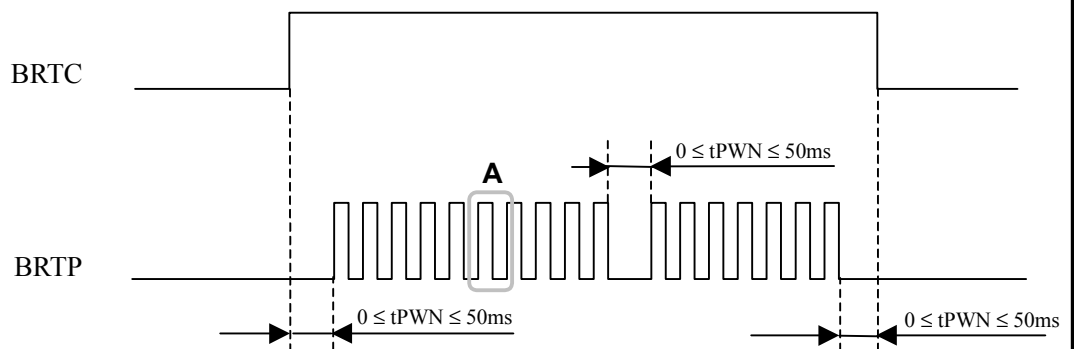 BRTC
0 ≤ tPWN ≤ 50ms
A
BRTP
0 ≤ tPWN ≤ 50ms
0 ≤ tPWN ≤ 50ms